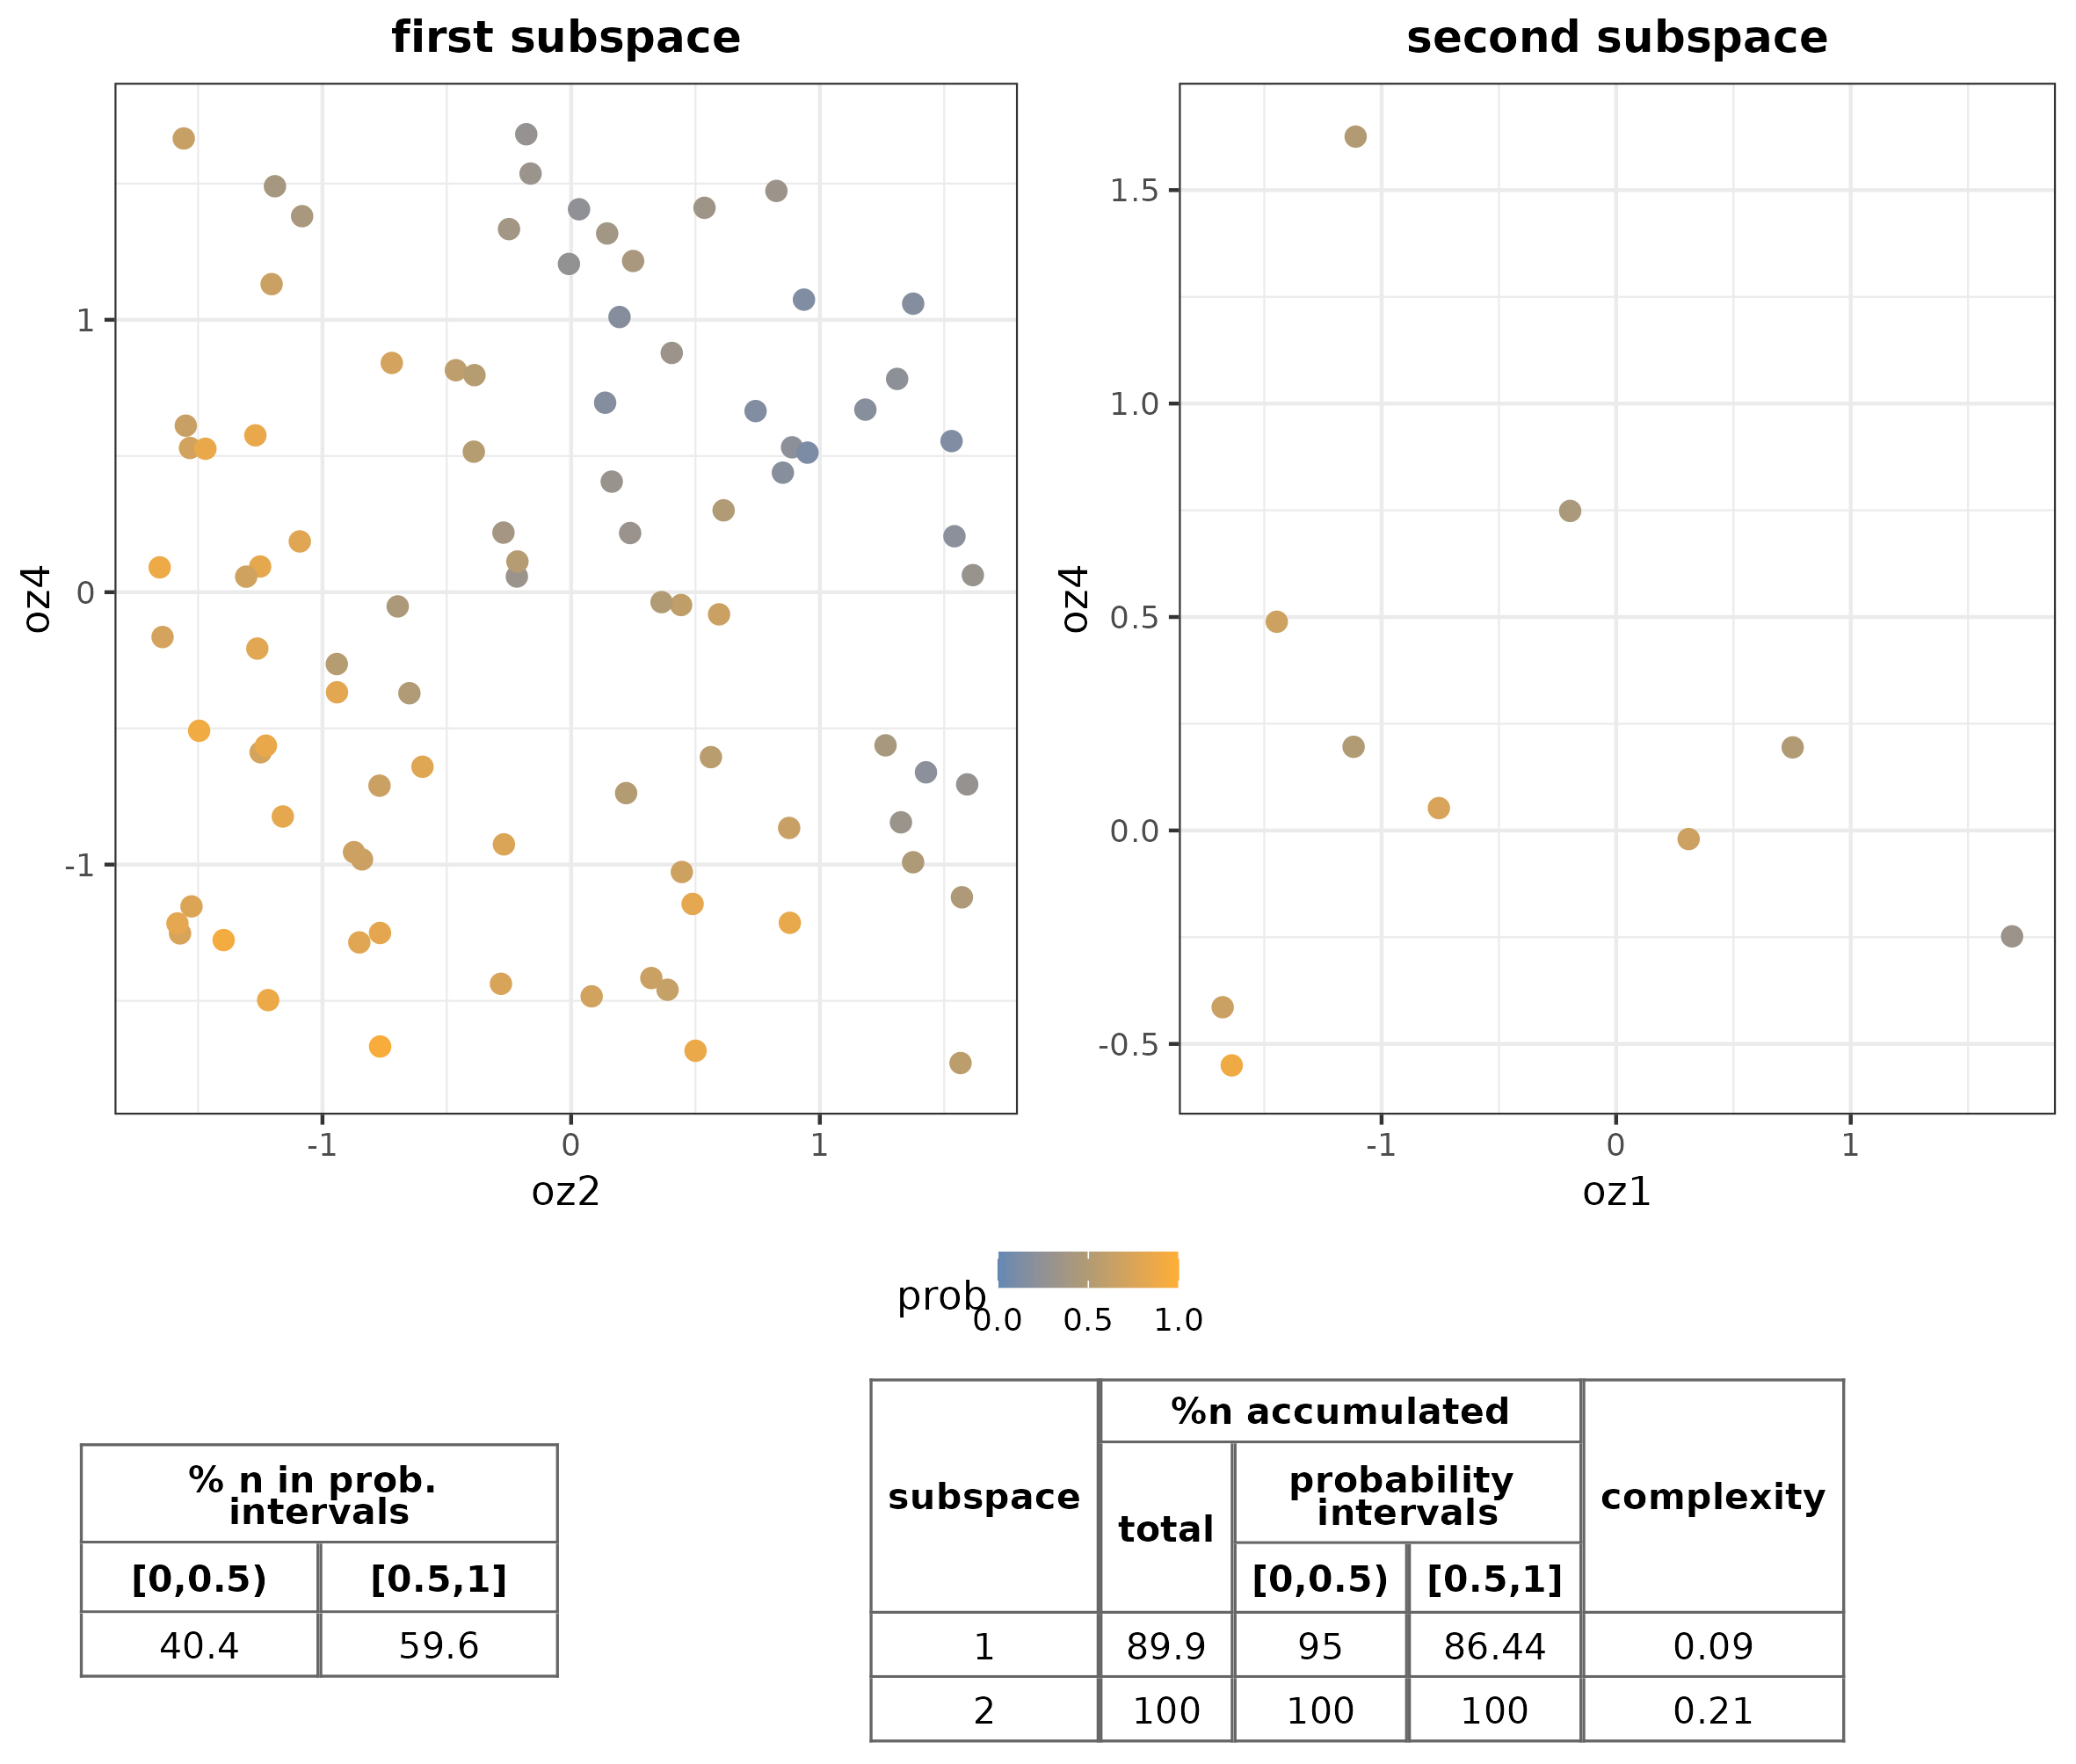 first subspace
second subspace
oz4
1
0
-1
-1
0
1
oz2
oz4
1.5
1.0
0.5
0.0
-0.5
-1
0
1
oz1
prob
0.0 0.5 1.0
% n in prob.
intervals
[0,0.5) [0.5,1]
40.4 59.6
%n accumulated
subspace
total
probability
intervals
complexity
[0,0.5) [0.5,1]
1 89.9 95 86.44 0.09
2 100 100 100 0.21